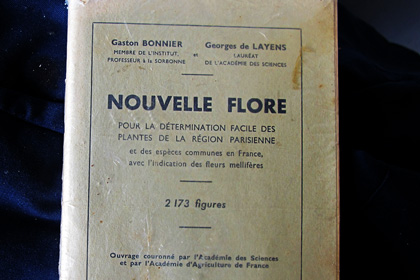 Gaston BONNIER et Georges de LAYENS
MEMBRE DE L'INSTITUT, LAURÉAT
PROFESSEUR à la SORBONNE DE L'ACADÉMIE DES SCIENCES
NOUVELLE FLORE
POUR LA DÉTERMINATION FACILE DES
PLANTES DE LA RÉGION PARISIENNE
et des espèces communes en France,
avec l'indication des fleurs mellifères
2 173 figures
Ouvrage couronné par l'Académie des Sciences
et par l'Académie d'Agriculture de France